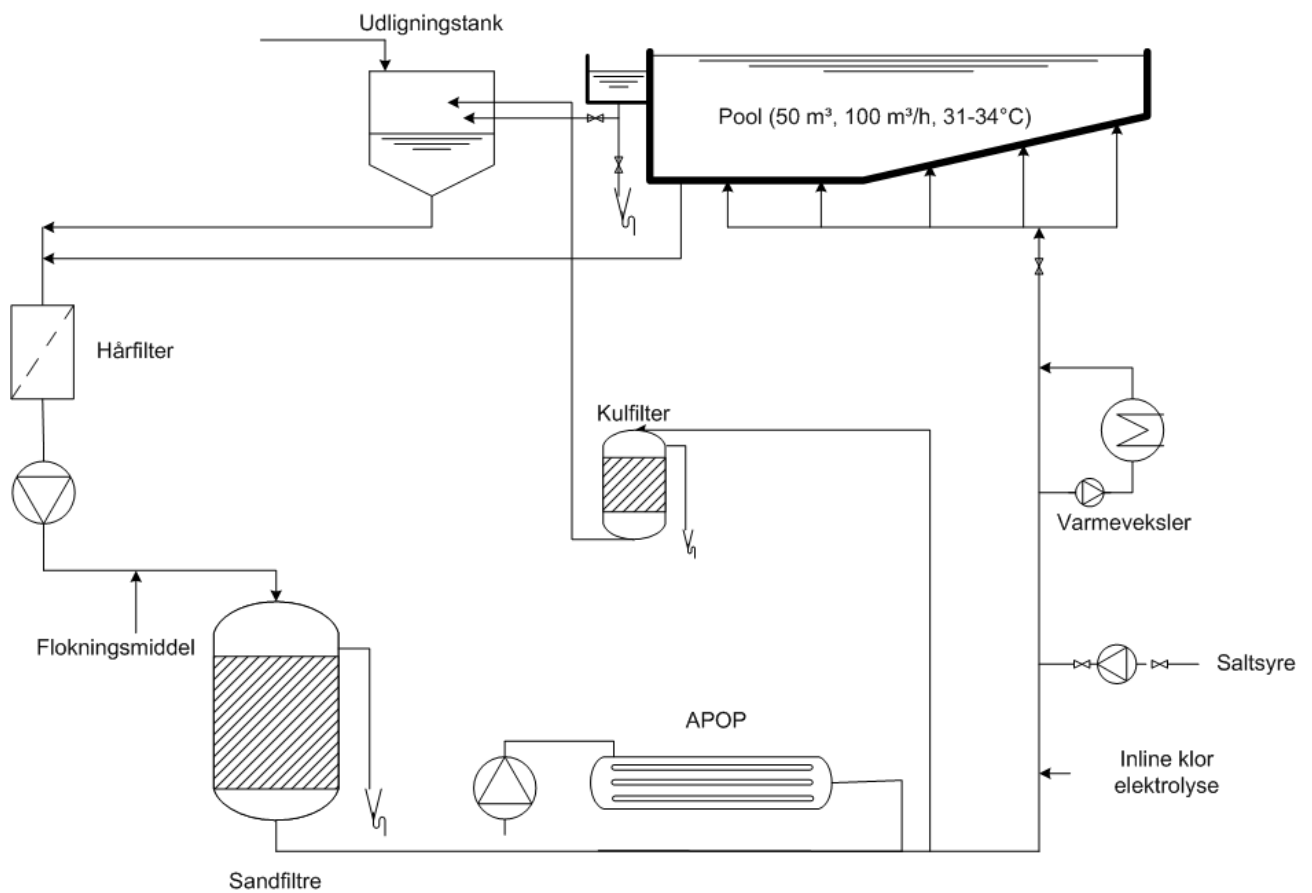 Udligningstank
Pool (50 m³, 100 m³/h, 31-34°C)
Hårfilter
Kulfilter
Varmeveksler
Flokningsmiddel
Saltsyre
APOP
Inline klor
elektrolyse
Sandfiltre